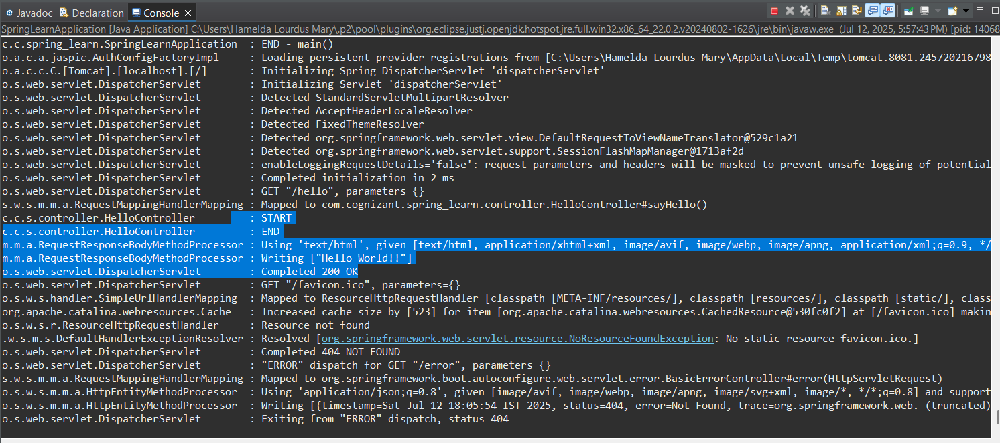 @ Javadoc Declaration Console
SpringLearnApplication [Java Application] C:\Users\Hamelda Lourdus Mary\.p2\pool\plugins\org.eclipse.justj.openjdk.hotspot.jre.full.win32.x86_64_22.0.2.v20240802-1626\jre\bin\javaw.exe (Jul 12, 2025, 5:57:43 PM) [pid: 14068
c.c.spring_learn.SpringLearnApplication : END - main()
o.a.c.a.jaspic.AuthConfigFactoryImpl : Loading persistent provider registrations from [C:\Users\Hamelda Lourdus Mary\AppData\Local\Temp\tomcat.8081.245720216798
o.a.c.c.C.[Tomcat].[localhost].[/] : Initializing Spring DispatcherServlet 'dispatcherServlet'
o.s.web.servlet.DispatcherServlet : Initializing Servlet 'dispatcherServlet'
o.s.web.servlet.DispatcherServlet : Detected StandardServletMultipartResolver
o.s.web.servlet.DispatcherServlet : Detected AcceptHeaderLocaleResolver
o.s.web.servlet.DispatcherServlet : Detected FixedThemeResolver
o.s.web.servlet.DispatcherServlet : Detected org.springframework.web.servlet.view.DefaultRequestToViewNameTranslator@529c1a21
o.s.web.servlet.DispatcherServlet : Detected org.springframework.web.servlet.support.SessionFlashMapManager@1713af2d
o.s.web.servlet.DispatcherServlet : enableLoggingRequestDetails='false': request parameters and headers will be masked to prevent unsafe logging of potential
o.s.web.servlet.DispatcherServlet : Completed initialization in 2 ms
o.s.web.servlet.DispatcherServlet : GET "/hello", parameters={}
s.w.s.m.m.a.RequestMappingHandlerMapping : Mapped to com.cognizant.spring_learn.controller.HelloController#sayHello()
c.c.s.controller.HelloController : START
c.c.s.controller.HelloController : END
m.m.a.RequestResponseBodyMethodProcessor : Using 'text/html', given [text/html, application/xhtml+xml, image/avif, image/webp, image/apng, application/xml;q=0.9, */
m.m.a.RequestResponseBodyMethodProcessor : Writing ["Hello World!!"]
o.s.web.servlet.DispatcherServlet : Completed 200 OK
o.s.web.servlet.DispatcherServlet : GET "/favicon.ico", parameters={}
o.s.w.s.handler.SimpleUrlHandlerMapping : Mapped to ResourceHttpRequestHandler [classpath [META-INF/resources/], classpath [resources/], classpath [static/], class
org.apache.catalina.webresources.Cache : Increased cache size by [523] for item [org.apache.catalina.webresources.CachedResource@530fc0f2] at [/favicon.ico] makin
o.s.w.s.r.ResourceHttpRequestHandler : Resource not found
.w.s.m.s.DefaultHandlerExceptionResolver : Resolved [org.springframework.web.servlet.resource.NoResourceFoundException: No static resource favicon.ico.]
o.s.web.servlet.DispatcherServlet : Completed 404 NOT_FOUND
o.s.web.servlet.DispatcherServlet : "ERROR" dispatch for GET "/error", parameters={}
s.w.s.m.m.a.RequestMappingHandlerMapping : Mapped to org.springframework.boot.autoconfigure.web.servlet.error.BasicErrorController#error(HttpServletRequest)
o.s.w.s.m.m.a.HttpEntityMethodProcessor : Using 'application/json;q=0.8', given [image/avif, image/webp, image/apng, image/svg+xml, image/*, */*;q=0.8] and support
o.s.w.s.m.m.a.HttpEntityMethodProcessor : Writing [{timestamp=Sat Jul 12 18:05:54 IST 2025, status=404, error=Not Found, trace=org.springframework.web. (truncated)
o.s.web.servlet.DispatcherServlet : Exiting from "ERROR" dispatch, status 404